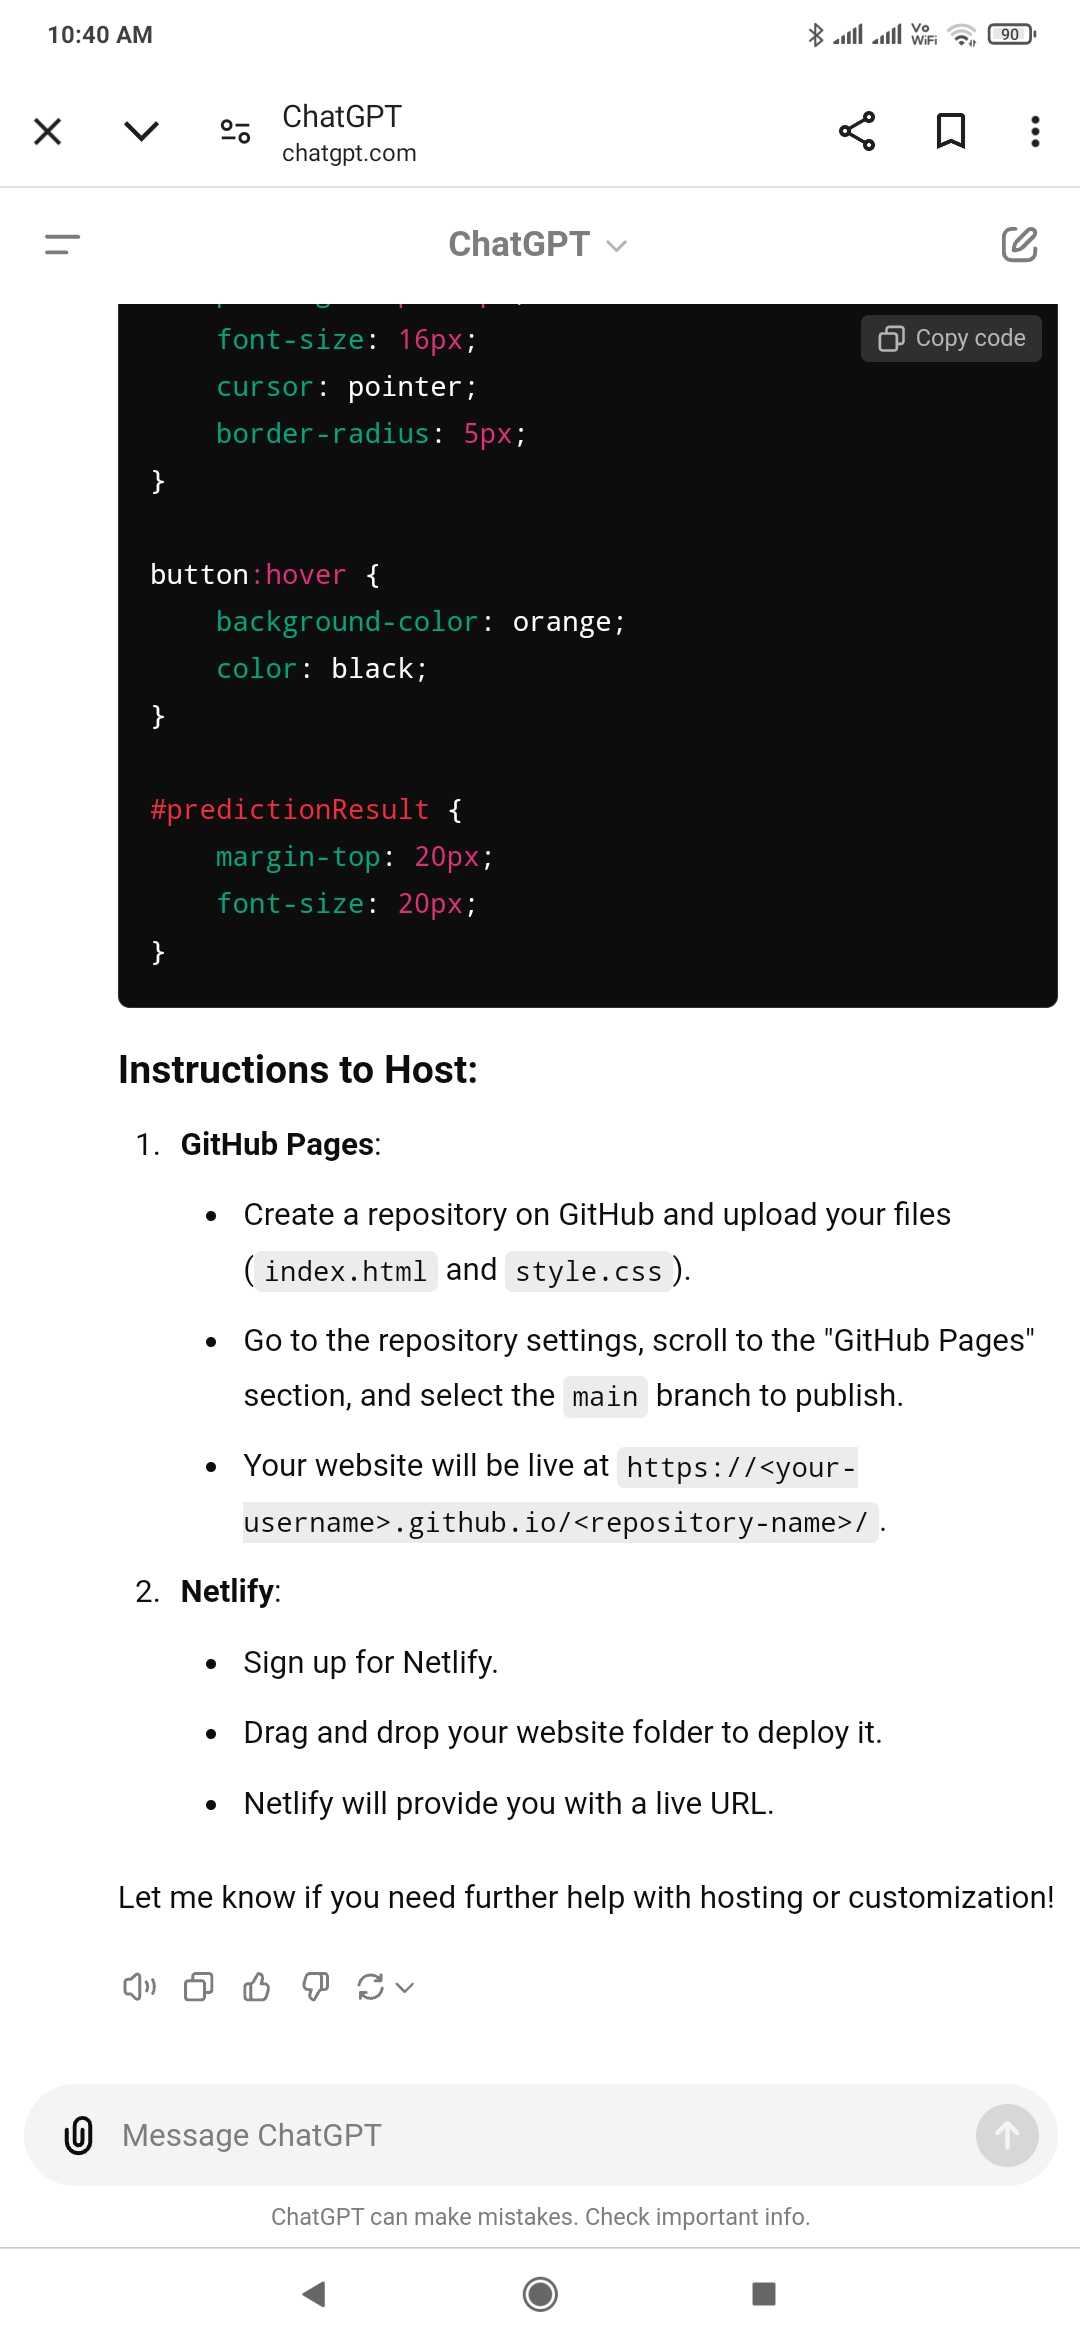 10:40 AM
Vo WiFi 90
ChatGPT
chatgpt.com
ChatGPT
Copy code
font-size: 16px;
cursor: pointer;
border-radius: 5px;
}
button:hover {
background-color: orange;
color: black;
}
#predictionResult {
margin-top: 20px;
font-size: 20px;
}
Instructions to Host:
1. GitHub Pages:
• Create a repository on GitHub and upload your files
(index.html and style.css).
• Go to the repository settings, scroll to the "GitHub Pages"
section, and select the main branch to publish.
• Your website will be live at https://<your-
username>.github.io/<repository-name>/.
2. Netlify:
• Sign up for Netlify.
• Drag and drop your website folder to deploy it.
• Netlify will provide you with a live URL.
Let me know if you need further help with hosting or customization!
Message ChatGPT
ChatGPT can make mistakes. Check important info.